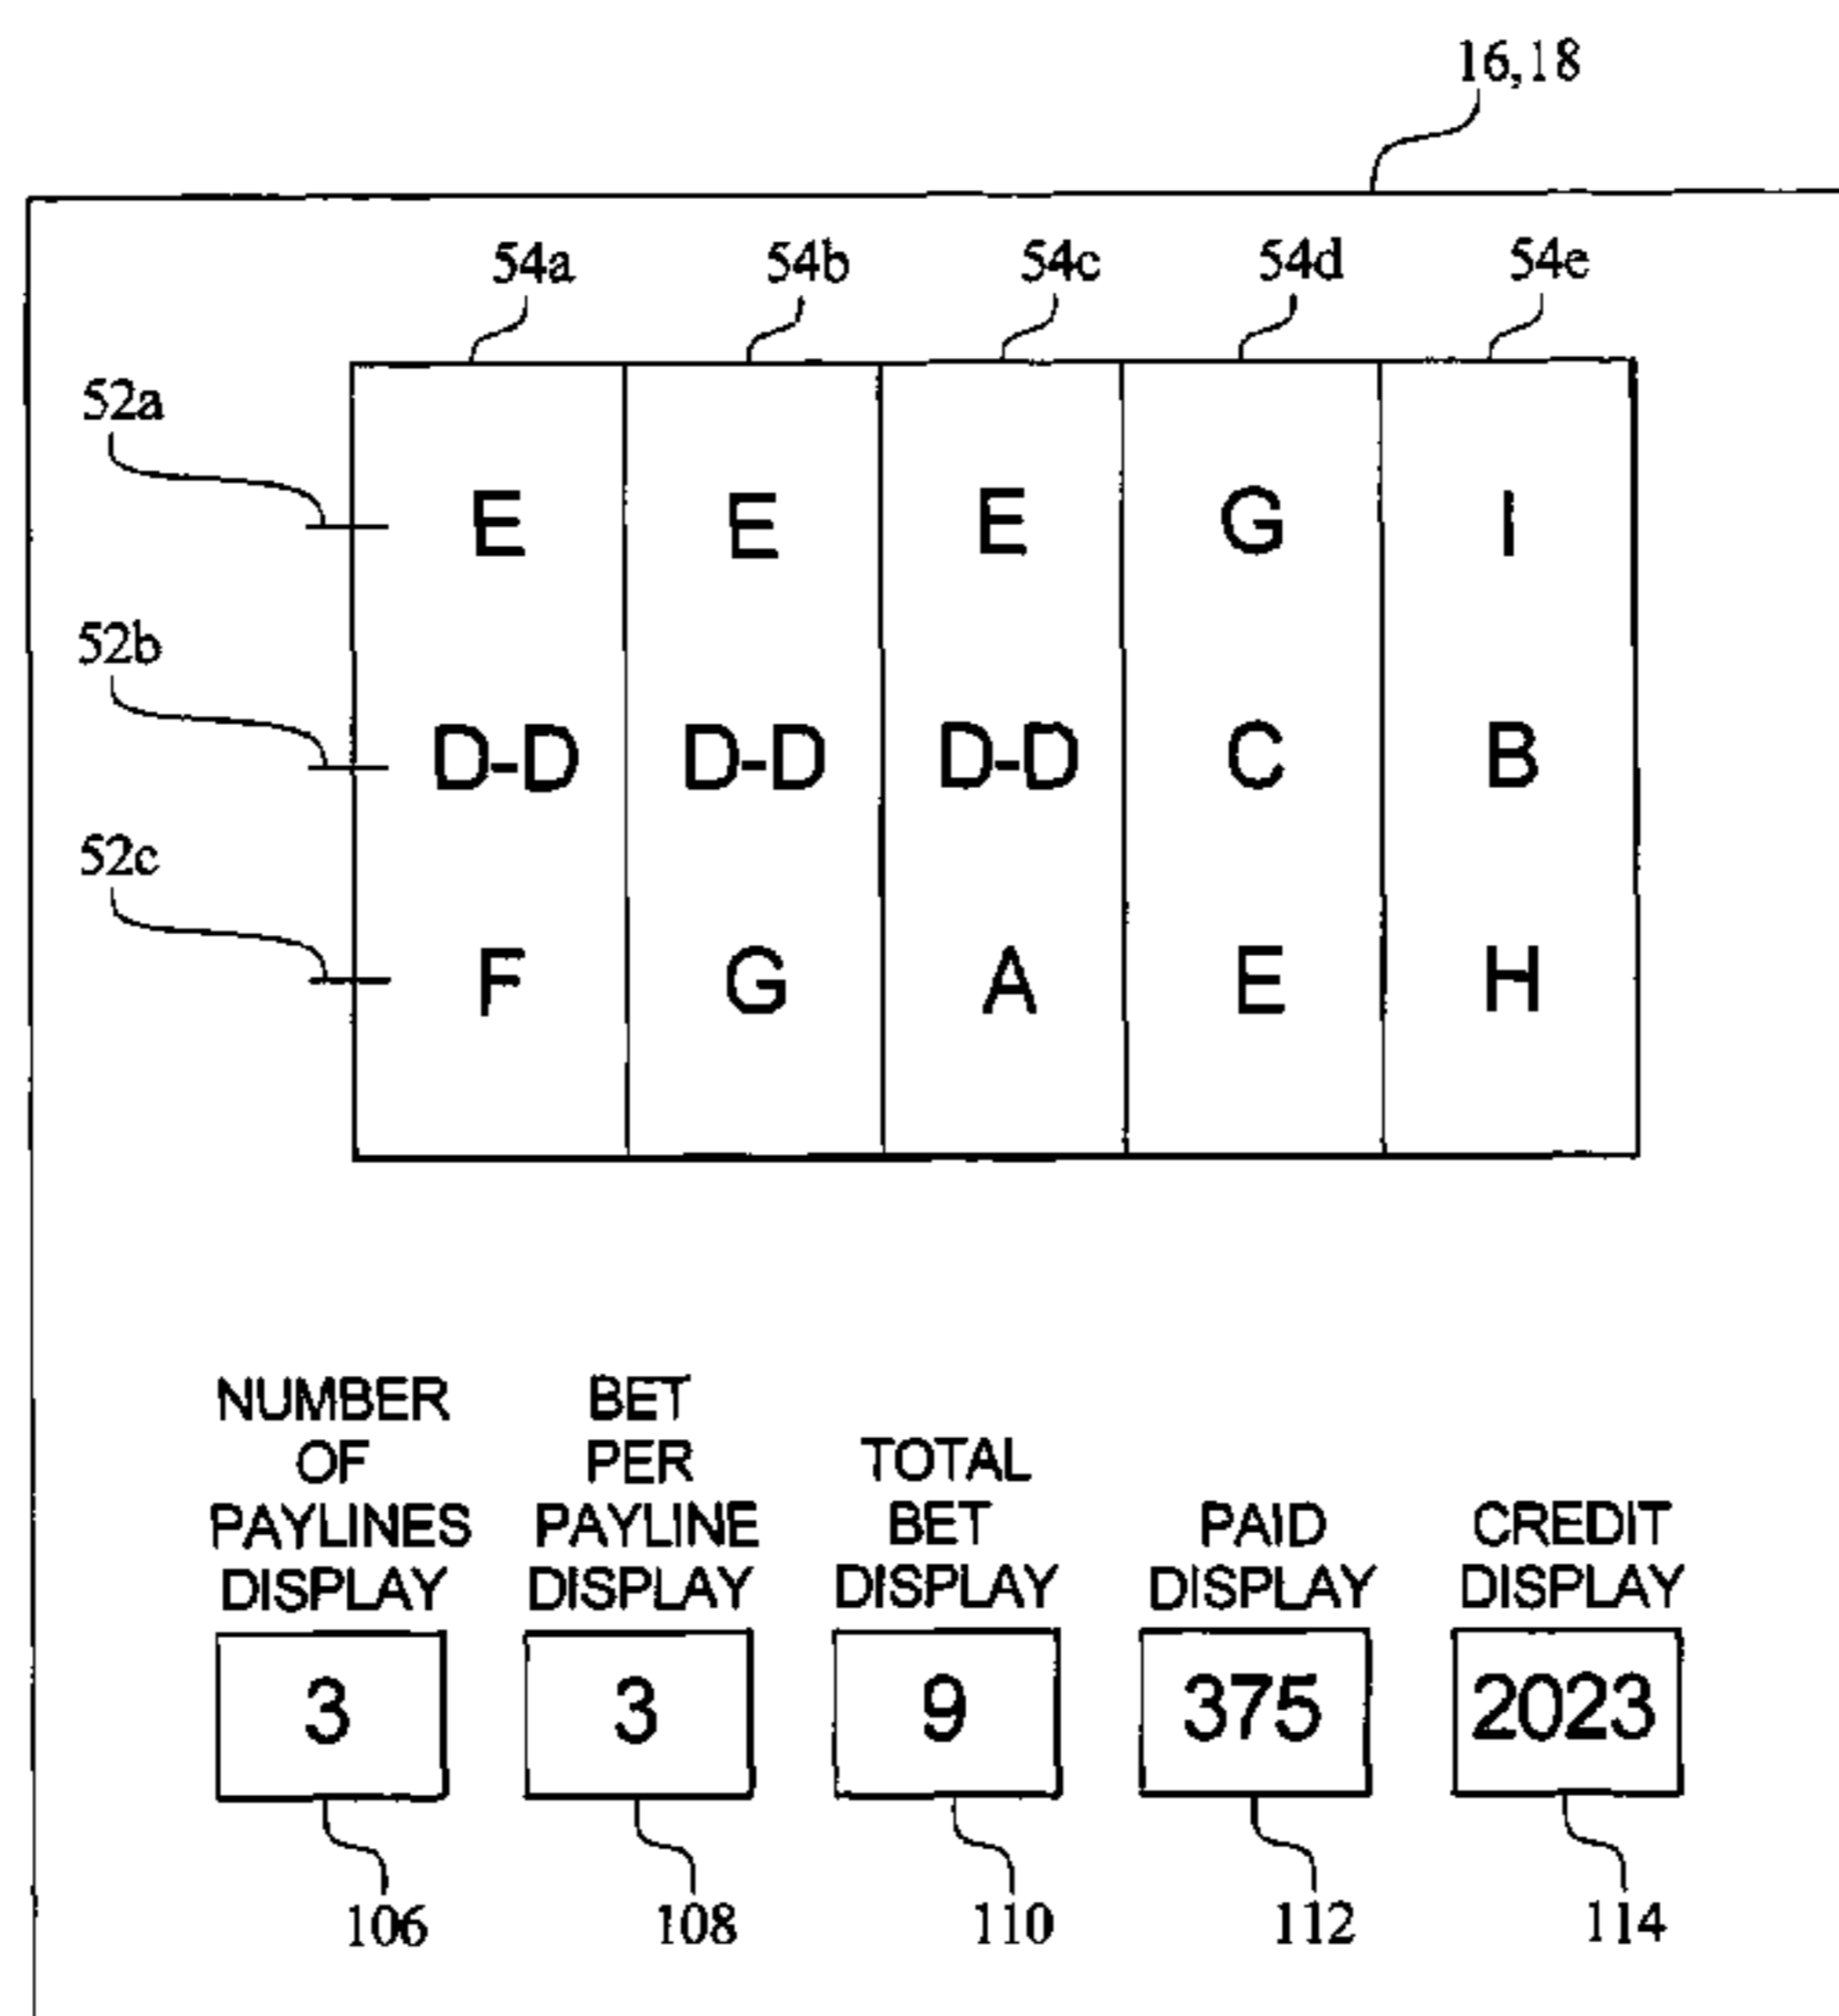 16,18
54a 54b 54c 54d 54e
52a
E E E G I
52b
D-D D-D D-D C B
52c
F G A E H
NUMBER OF PAYLINES DISPLAY
BET PER PAYLINE DISPLAY
TOTAL BET DISPLAY
PAID DISPLAY
CREDIT DISPLAY
3 3 9 375 2023
106 108 110 112 114